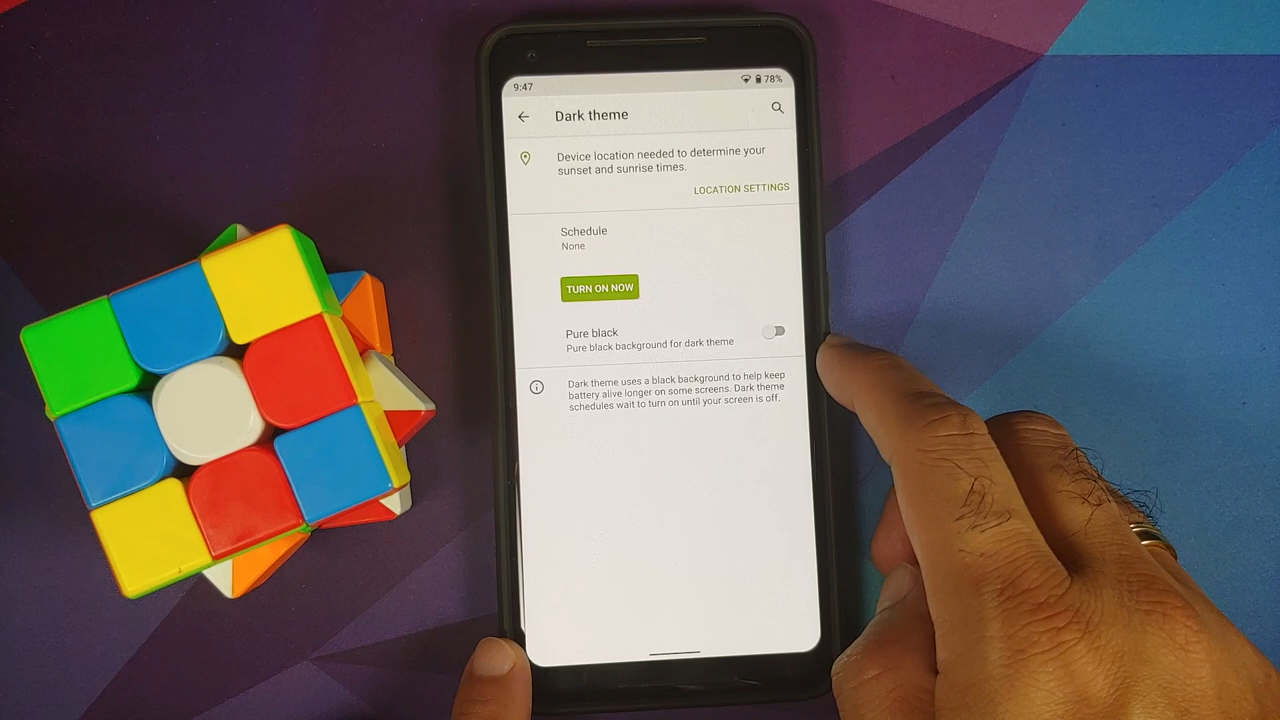 9:47
78%
Dark theme
Device location needed to determine your
sunset and sunrise times.
LOCATION SETTINGS
Schedule
None
TURN ON NOW
Pure black
Pure black background for dark theme
Dark theme uses a black background to help keep
battery alive longer on some screens. Dark theme
schedules wait to turn on until your screen is off.